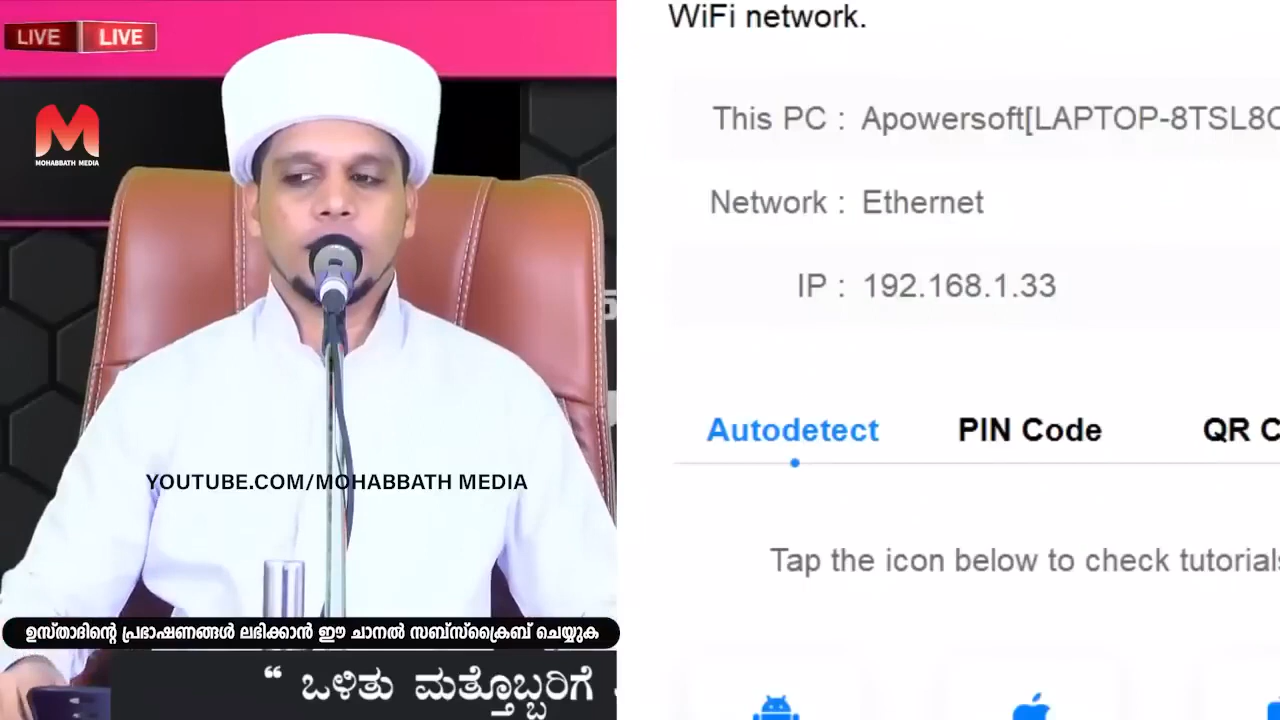 LIVE LIVE
MOHABBATH MEDIA
YOUTUBE.COM/MOHABBATH MEDIA
ഉസ്താദിന്റെ പ്രഭാഷണങ്ങൾ ലഭിക്കാൻ ഈ ചാനൽ സബ്സ്ക്രൈബ് ചെയ്യുക
“ ಒಳಿತು ಮತ್ತೊಬ್ಬರಿಗೆ
WiFi network.
This PC : Apowersoft[LAPTOP-8TSL8
Network : Ethernet
IP : 192.168.1.33
Autodetect PIN Code QR
Tap the icon below to check tutorials